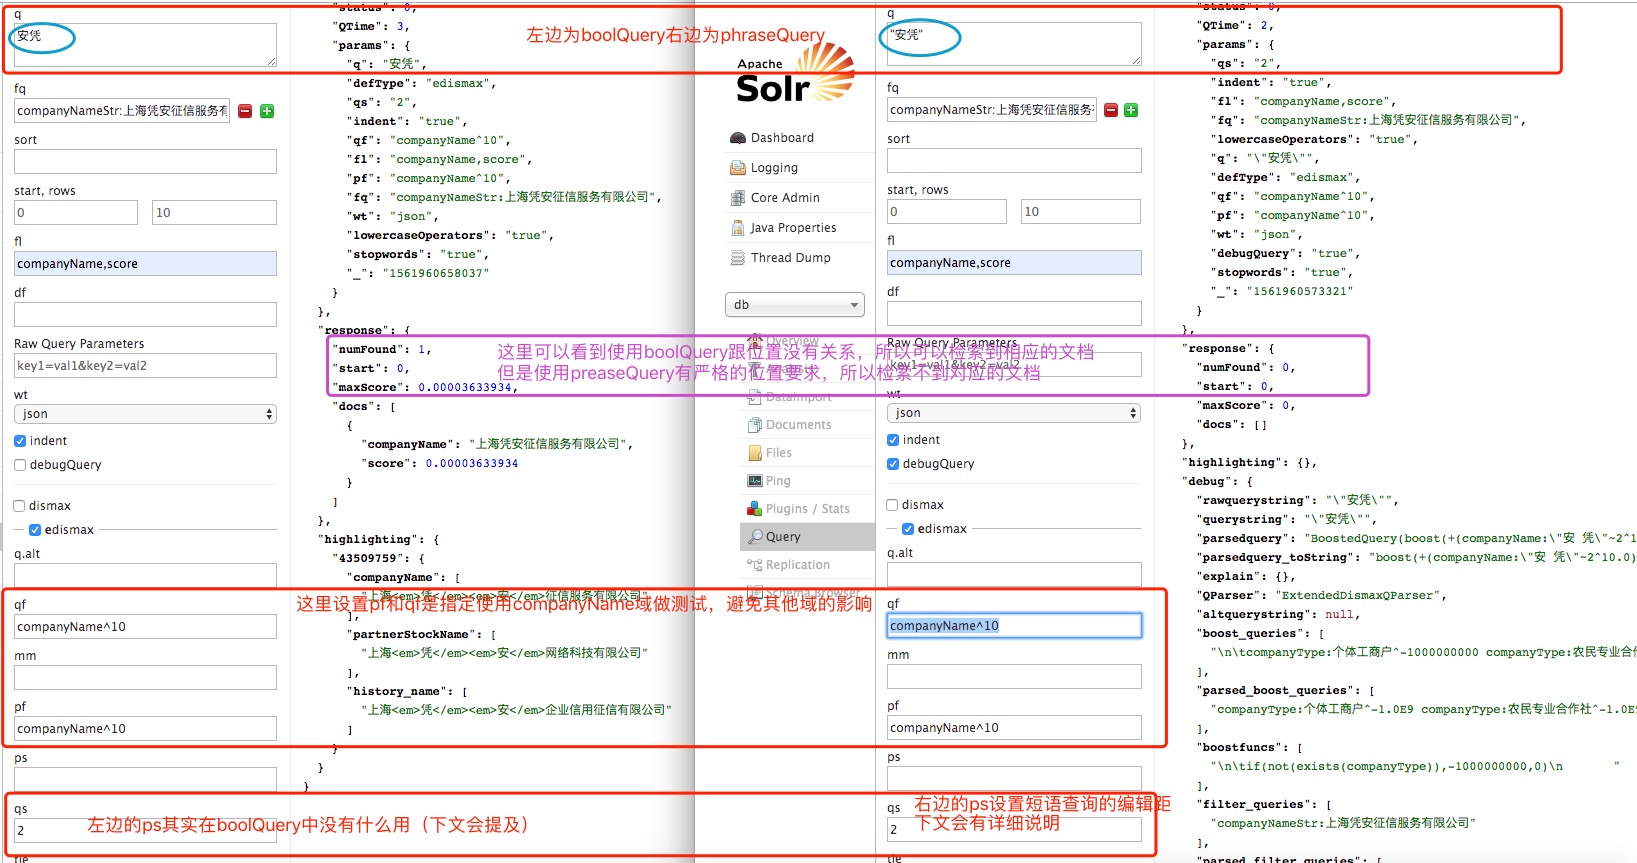 q
安凭
fq
companyNameStr:上海凭安征信服务有
sort
start, rows
0
10
fl
companyName,score
df
Raw Query Parameters
key1=val1&key2=val2
wt
json
indent
debugQuery
dismax
edismax
q.alt
qf
companyName^10
mm
pf
companyName^10
ps
qs
2
左边的ps其实在boolQuery中没有什么用（下文会提及）
tie
"status": 0,
"QTime": 3,
"params": {
"q": "安凭",
"defType": "edismax",
"qs": "2",
"indent": "true",
"qf": "companyName^10",
"fl": "companyName,score",
"pf": "companyName^10",
"fq": "companyNameStr:上海凭安征信服务有限公司",
"wt": "json",
"lowercaseOperators": "true",
"stopwords": "true",
"_": "1561960658037"
}
},
"response": {
"numFound": 1,
"start": 0,
"maxScore": 0.00003633934,
"docs": [
{
"companyName": "上海凭安征信服务有限公司",
"score": 0.00003633934
}
]
},
"highlighting": {
"43509759": {
"companyName": [
"上海<em>凭</em><em>安</em>征信服务有限公司"
],
"partnerStockName": [
"上海<em>凭</em><em>安</em>网络科技有限公司"
],
"history_name": [
"上海<em>凭</em><em>安</em>企业信用征信有限公司"
]
}
}
}
左边为boolQuery右边为phraseQuery
这里可以看到使用boolQuery跟位置没有关系，所以可以检索到相应的文档
但是使用preaseQuery有严格的位置要求，所以检索不到对应的文档
这里设置pf和qf是指定使用companyName域做测试，避免其他域的影响
Apache
Solr
Dashboard
Logging
Core Admin
Java Properties
Thread Dump
db
Overview
Dataimport
Documents
Files
Ping
Plugins / Stats
Query
Replication
Schema Browser
q
"安凭"
fq
companyNameStr:上海凭安征信服务
sort
start, rows
0
10
fl
companyName,score
df
Raw Query Parameters
key1=val1&key2=val2
wt
json
indent
debugQuery
dismax
edismax
q.alt
qf
companyName^10
mm
pf
companyName^10
ps
qs
2
右边的ps设置短语查询的编辑距
下文会有详细说明
tie
"status": 0,
"QTime": 2,
"params": {
"qs": "2",
"indent": "true",
"fl": "companyName,score",
"fq": "companyNameStr:上海凭安征信服务有限公司",
"lowercaseOperators": "true",
"q": "\"安凭\"",
"defType": "edismax",
"qf": "companyName^10",
"pf": "companyName^10",
"wt": "json",
"debugQuery": "true",
"stopwords": "true",
"_": "1561960573321"
}
},
"response": {
"numFound": 0,
"start": 0,
"maxScore": 0,
"docs": []
},
"highlighting": {},
"debug": {
"rawquerystring": "\"安凭\"",
"querystring": "\"安凭\"",
"parsedquery": "BoostedQuery(boost(+(companyName:\"安 凭\"~2^1
"parsedquery_toString": "boost(+(companyName:\"安 凭\"~2^10.0)
"explain": {},
"QParser": "ExtendedDismaxQParser",
"altquerystring": null,
"boost_queries": [
"\n\tcompanyType:个体工商户^-1000000000 companyType:农民专业合作
],
"parsed_boost_queries": [
"companyType:个体工商户^-1.0E9 companyType:农民专业合作社^-1.0E9
],
"boostfuncs": [
"\n\tif(not(exists(companyType)),-1000000000,0)\n "
],
"filter_queries": [
"companyNameStr:上海凭安征信服务有限公司"
],
"parsed_filter_queries": [